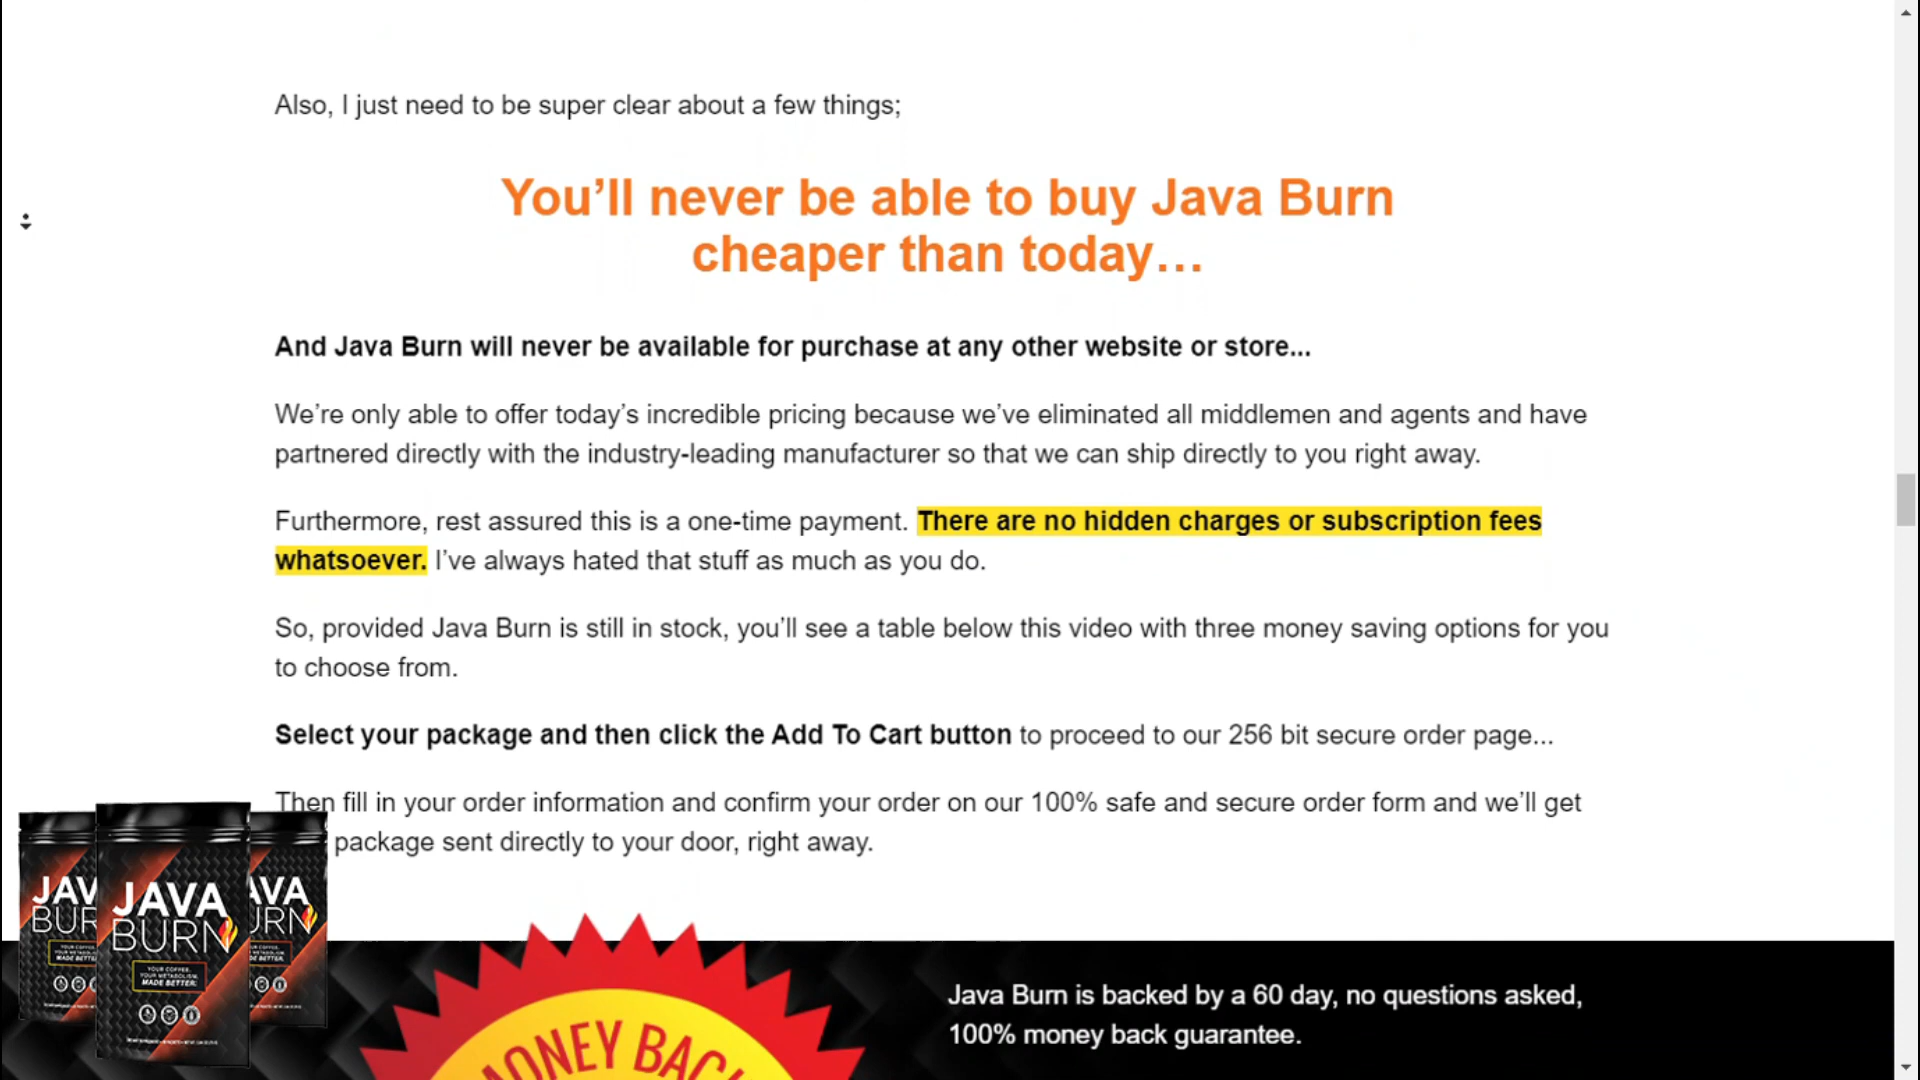 Also, I just need to be super clear about a few things;
You’ll never be able to buy Java Burn
cheaper than today…
And Java Burn will never be available for purchase at any other website or store...
We’re only able to offer today’s incredible pricing because we’ve eliminated all middlemen and agents and have
partnered directly with the industry-leading manufacturer so that we can ship directly to you right away.
Furthermore, rest assured this is a one-time payment. There are no hidden charges or subscription fees
whatsoever. I’ve always hated that stuff as much as you do.
So, provided Java Burn is still in stock, you’ll see a table below this video with three money saving options for you
to choose from.
Select your package and then click the Add To Cart button to proceed to our 256 bit secure order page...
Then fill in your order information and confirm your order on our 100% safe and secure order form and we’ll get
package sent directly to your door, right away.
JAVA
BURN
YOUR COFFEE.
YOUR METABOLISM.
MADE BETTER.
MONEY BAC
Java Burn is backed by a 60 day, no questions asked,
100% money back guarantee.